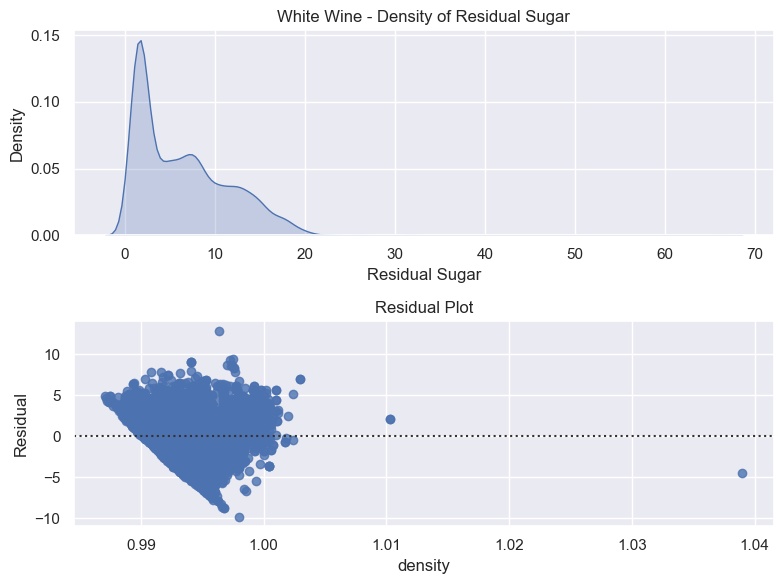 White Wine - Density of Residual Sugar
Density
0.15
0.10
0.05
0.00
0 10 20 30 40 50 60 70
Residual Sugar
Residual Plot
Residual
10
5
0
−5
−10
0.99 1.00 1.01 1.02 1.03 1.04
density